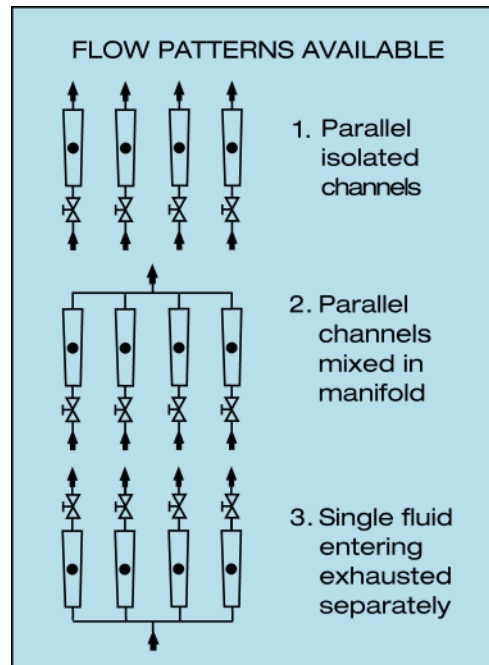 FLOW PATTERNS AVAILABLE
1. Parallel
isolated
channels
2. Parallel
channels
mixed in
manifold
3. Single fluid
entering
exhausted
separately